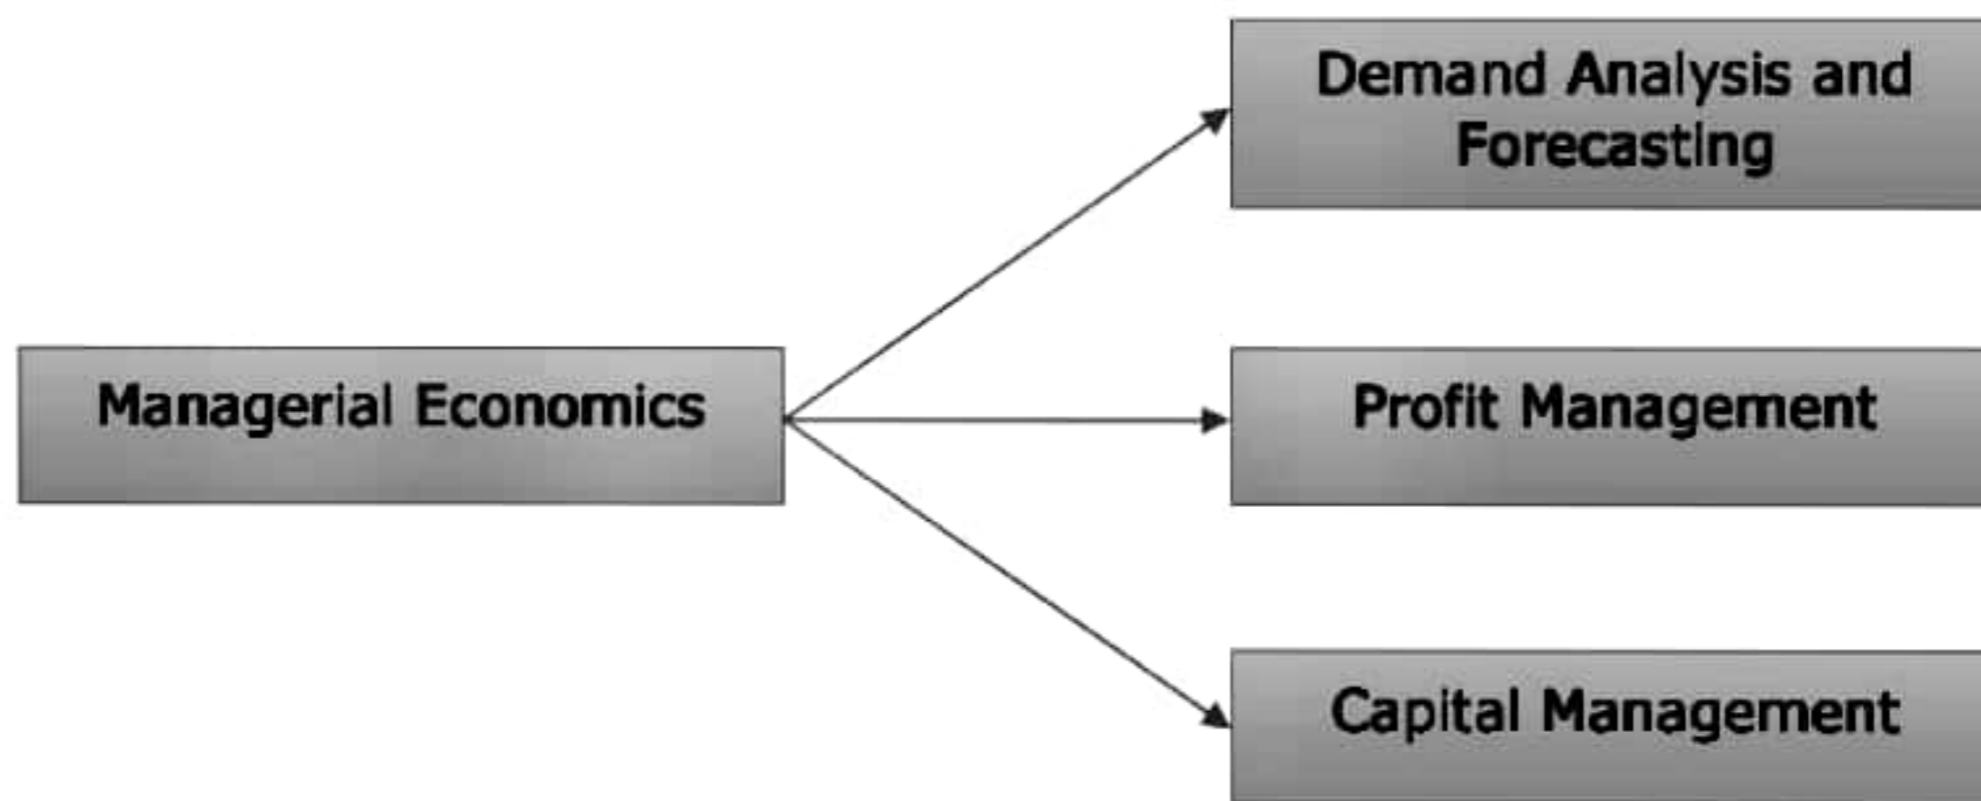 Demand Analysis and
Forecasting
Managerial Economics
Profit Management
Capital Management